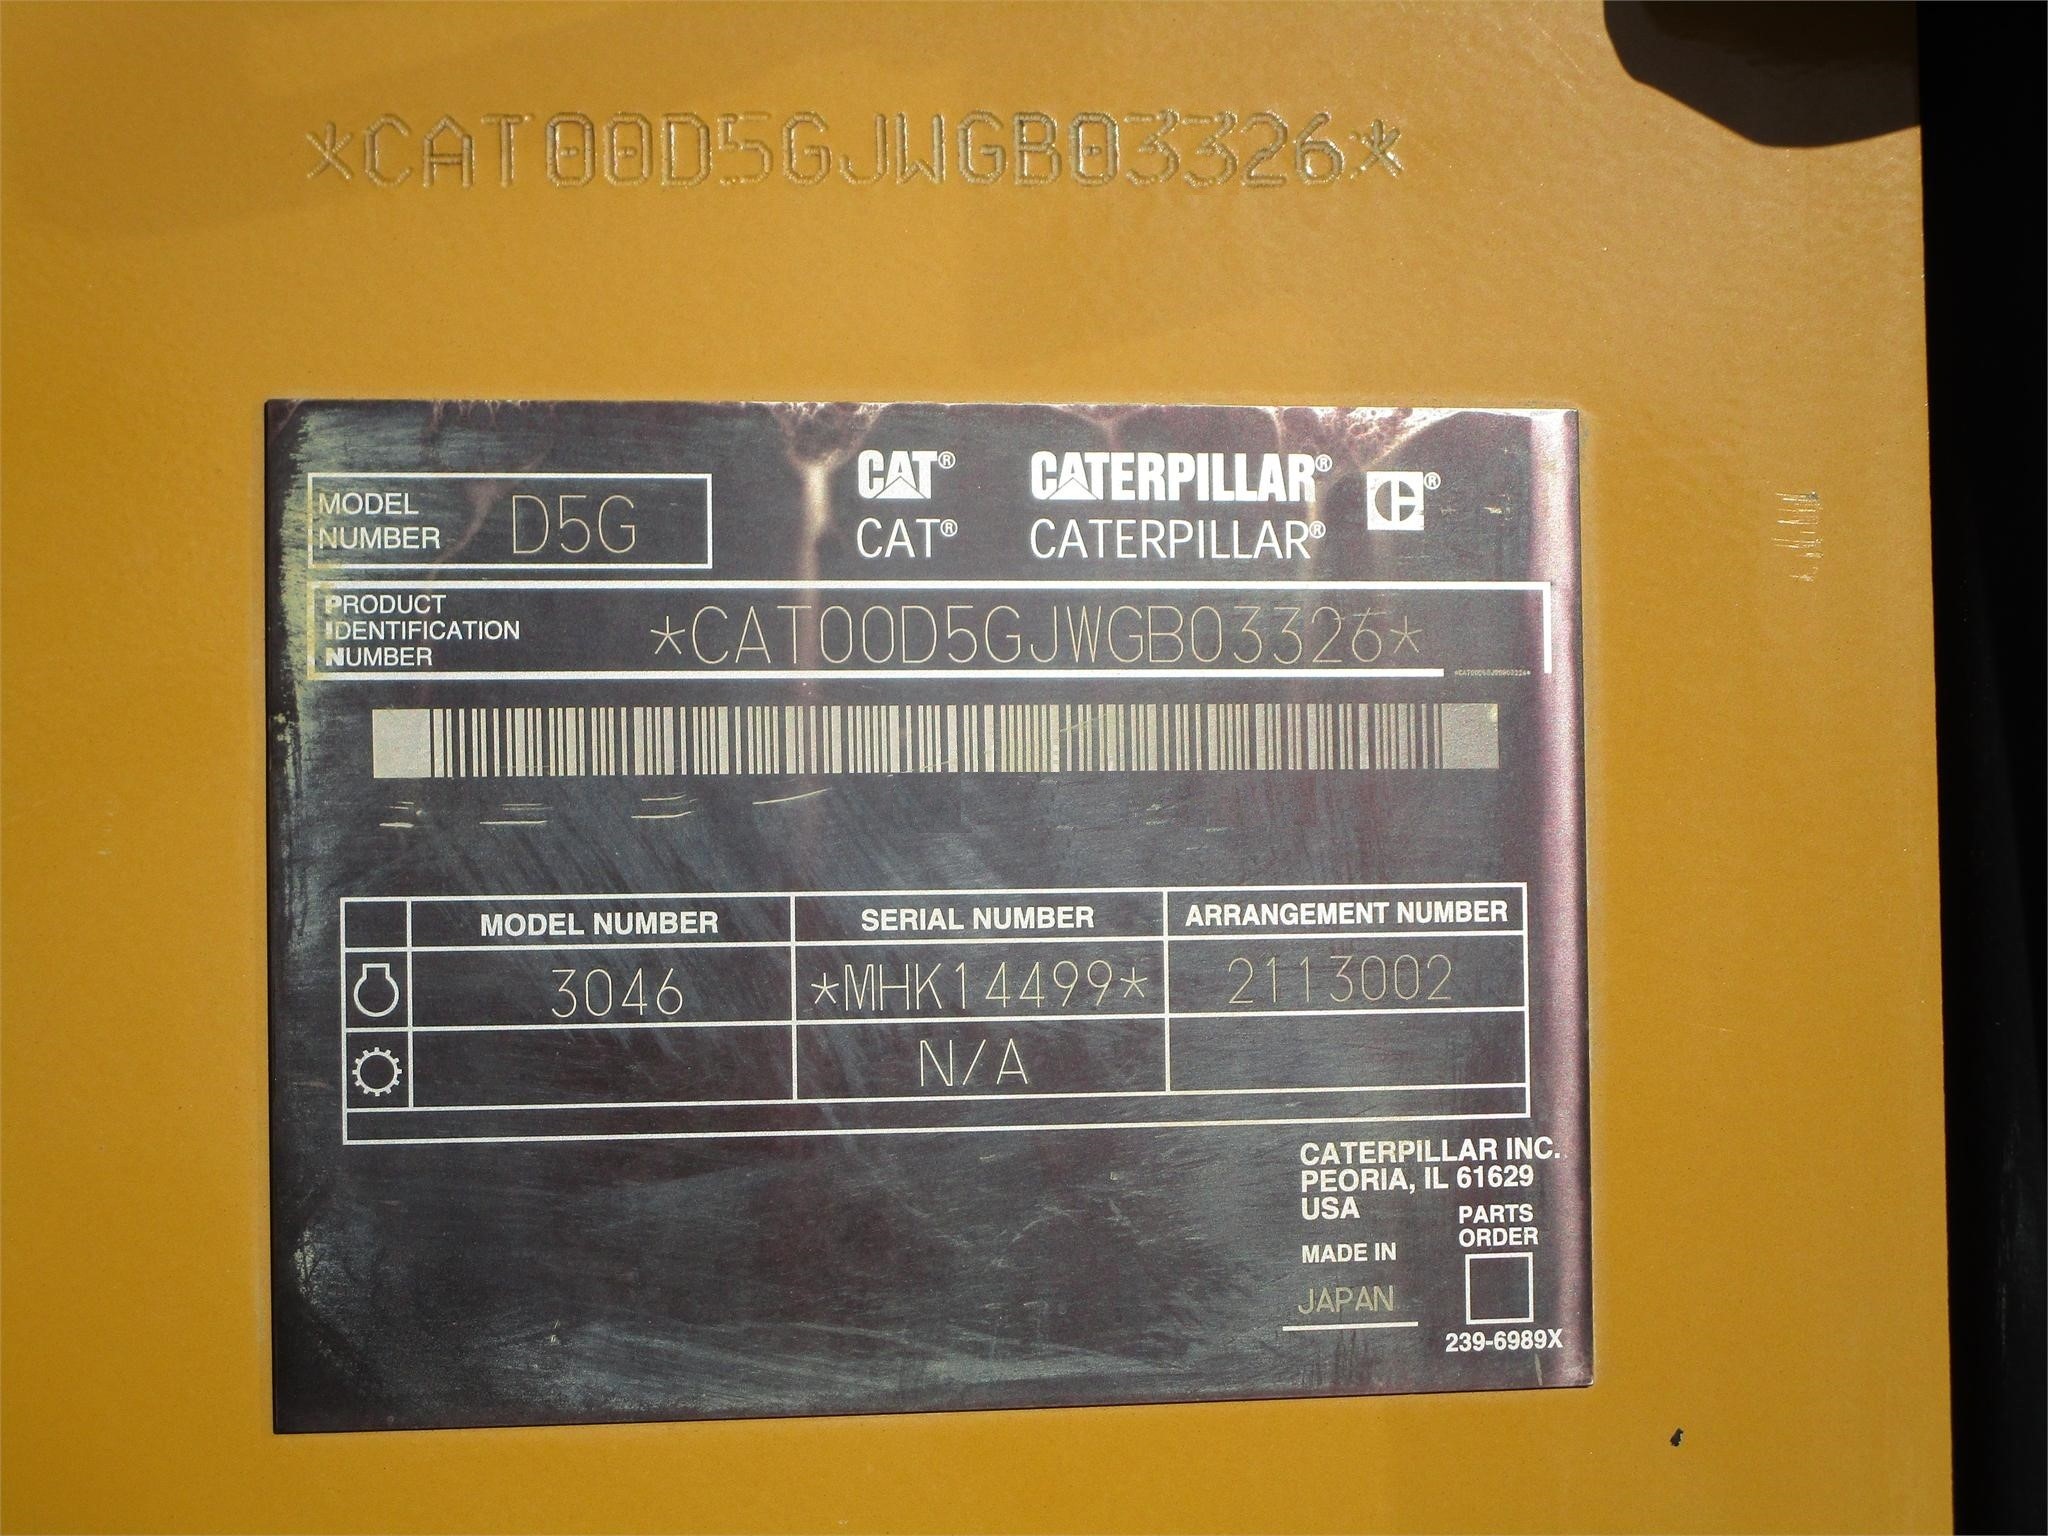 *CAT00D5GJWGB03326*
CAT® CATERPILLAR® C®
CAT® CATERPILLAR®
MODEL NUMBER D5G
PRODUCT IDENTIFICATION NUMBER *CAT00D5GJWGB03326*
*CAT00D5GJWGB03326*
MODEL NUMBER SERIAL NUMBER ARRANGEMENT NUMBER
3046 *MHK14499* 2113002
N/A
CATERPILLAR INC.
PEORIA, IL 61629
USA
PARTS
ORDER
MADE IN
JAPAN
239-6989X